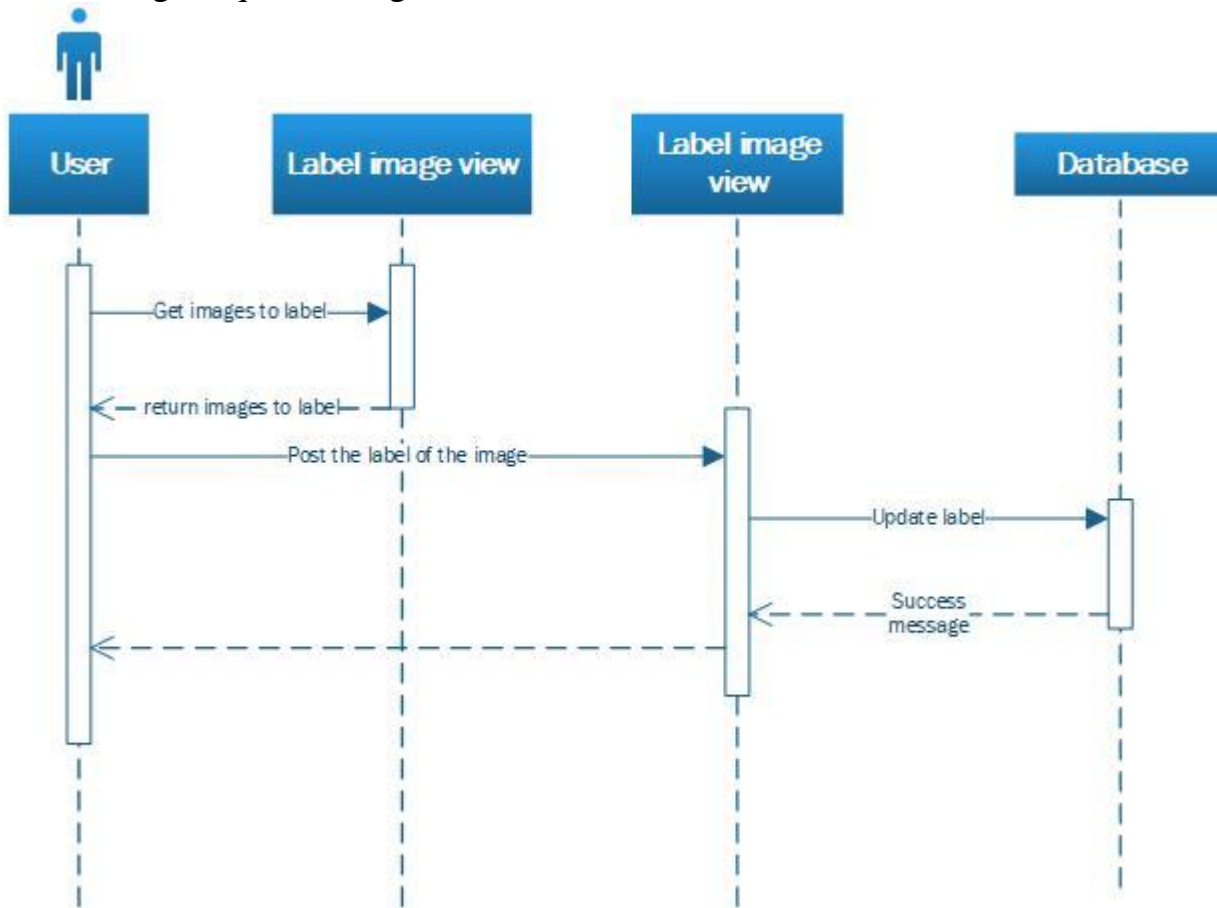 User
Label image view
Label image
view
Database
Get images to label
return images to label
Post the label of the image
Update label
Success
message